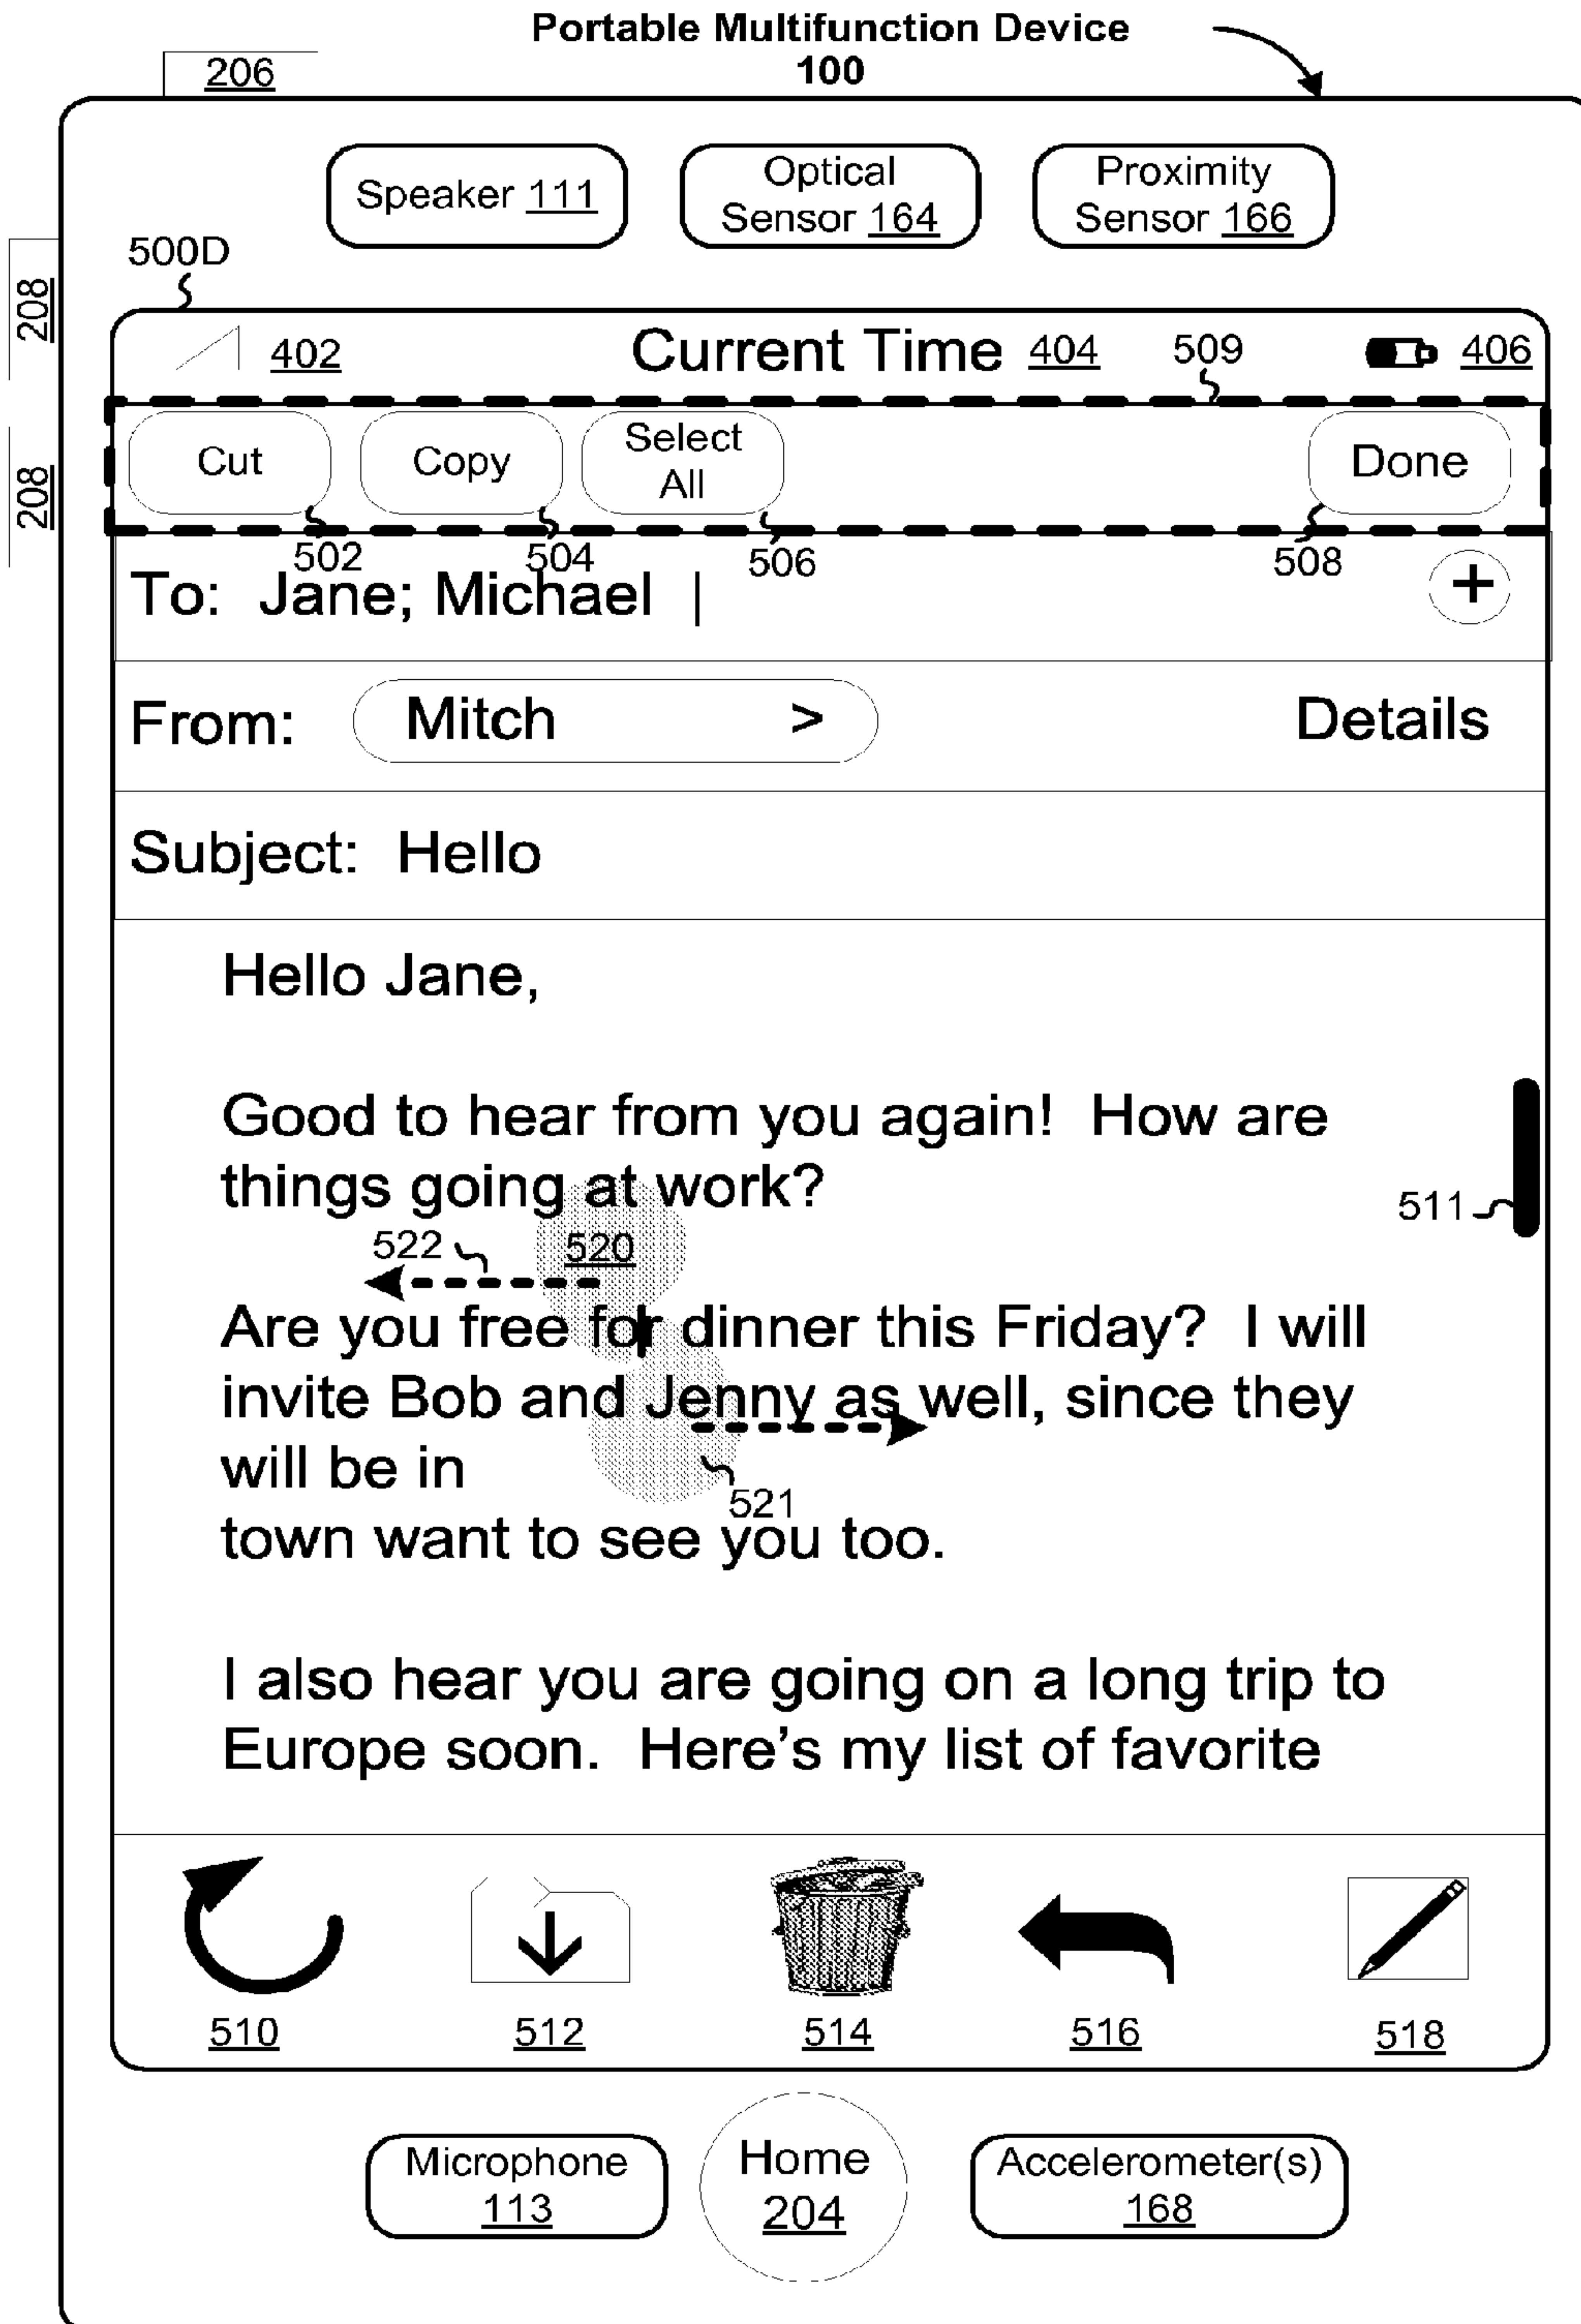 Portable Multifunction Device
100
206
Speaker 111
Optical
Sensor 164
Proximity
Sensor 166
208
208
500D
402
Current Time 404
509
406
Cut
Copy
Select
All
Done
502
504
506
508
To: Jane; Michael |
+
From: Mitch >
Details
Subject: Hello
Hello Jane,
Good to hear from you again! How are
things going at work?
511
522
520
Are you free for dinner this Friday? I will
invite Bob and Jenny as well, since they
will be in
521
town want to see you too.
I also hear you are going on a long trip to
Europe soon. Here's my list of favorite
510
512
514
516
518
Microphone
113
Home
204
Accelerometer(s)
168